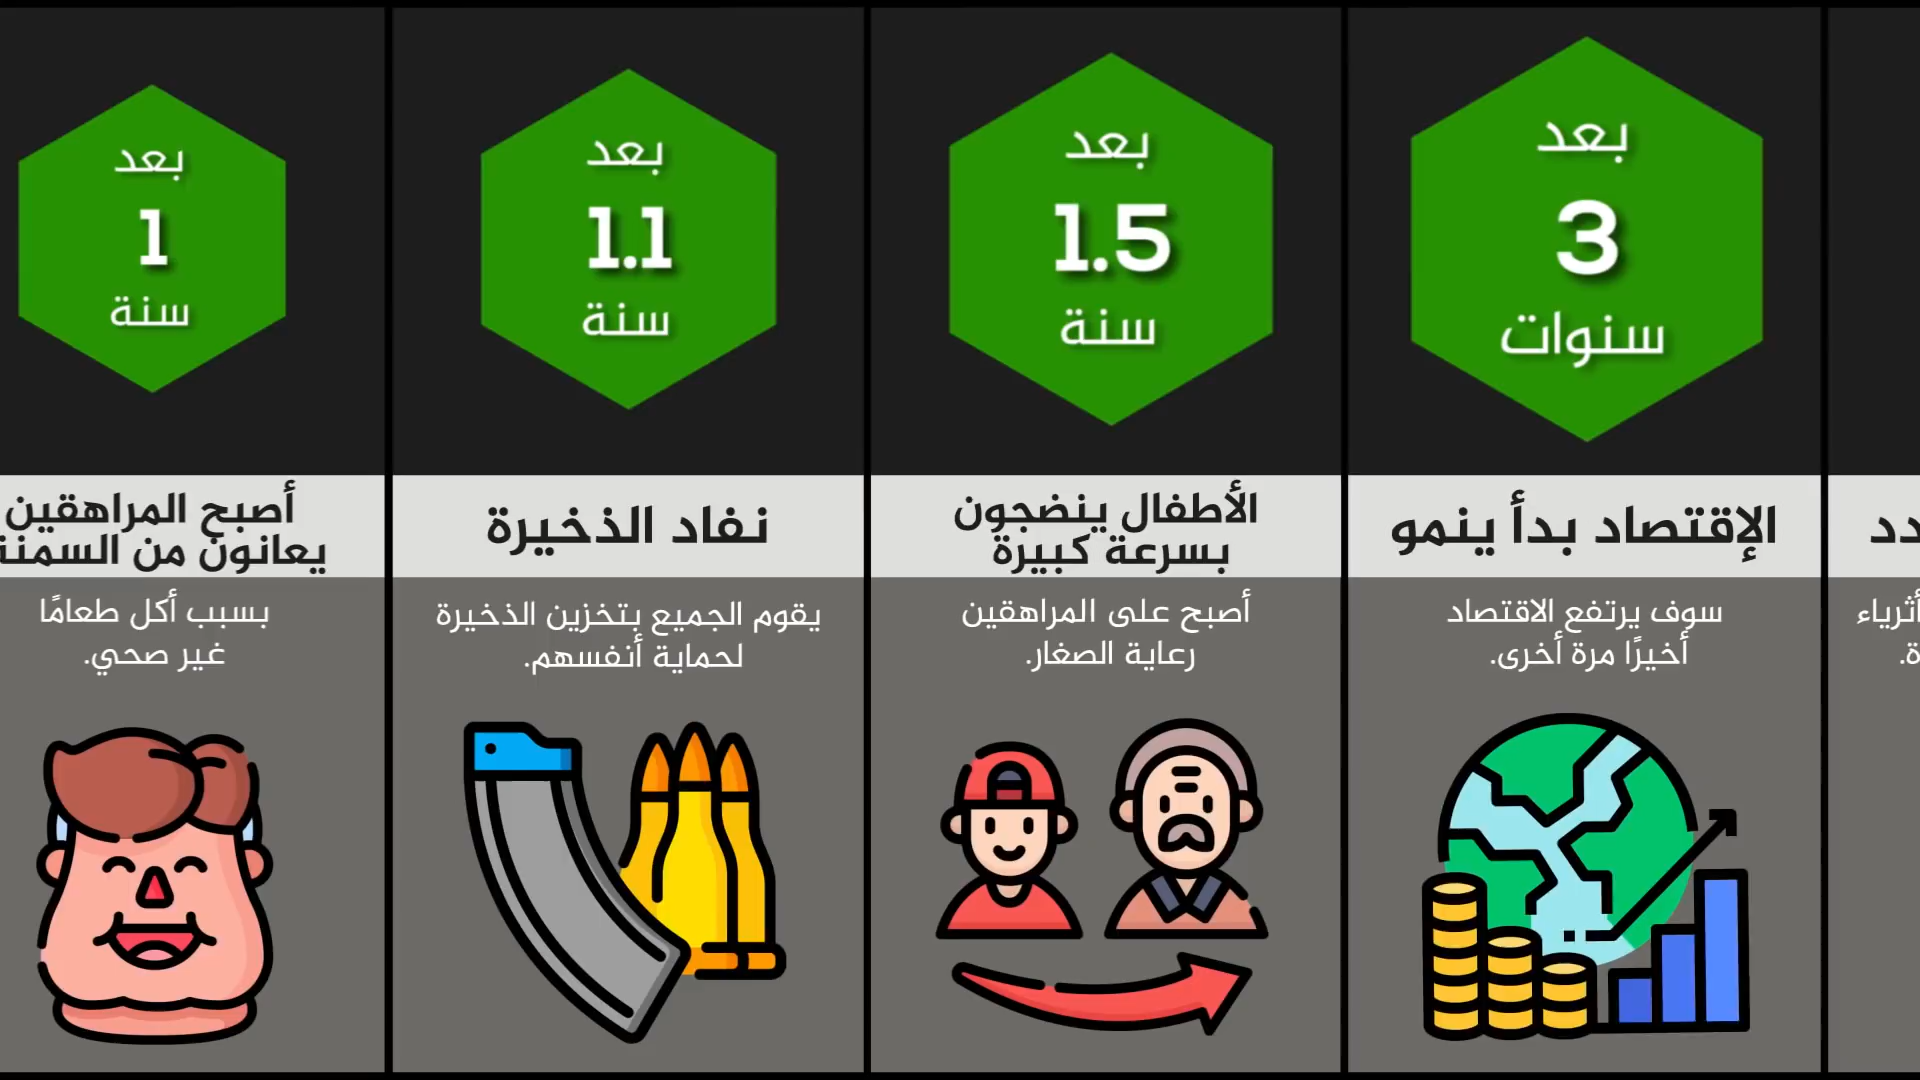 بعد
1
سنة
أصبح المراهقين
يعانون من السمنة
بسبب أكل طعامًا
غير صحي.
بعد
1.1
سنة
نفاد الذخيرة
يقوم الجميع بتخزين الذخيرة
لحماية أنفسهم.
بعد
1.5
سنة
الأطفال ينضجون
بسرعة كبيرة
أصبح على المراهقين
رعاية الصغار.
بعد
3
سنوات
الإقتصاد بدأ ينمو
سوف يرتفع الاقتصاد
أخيرًا مرة أخرى.